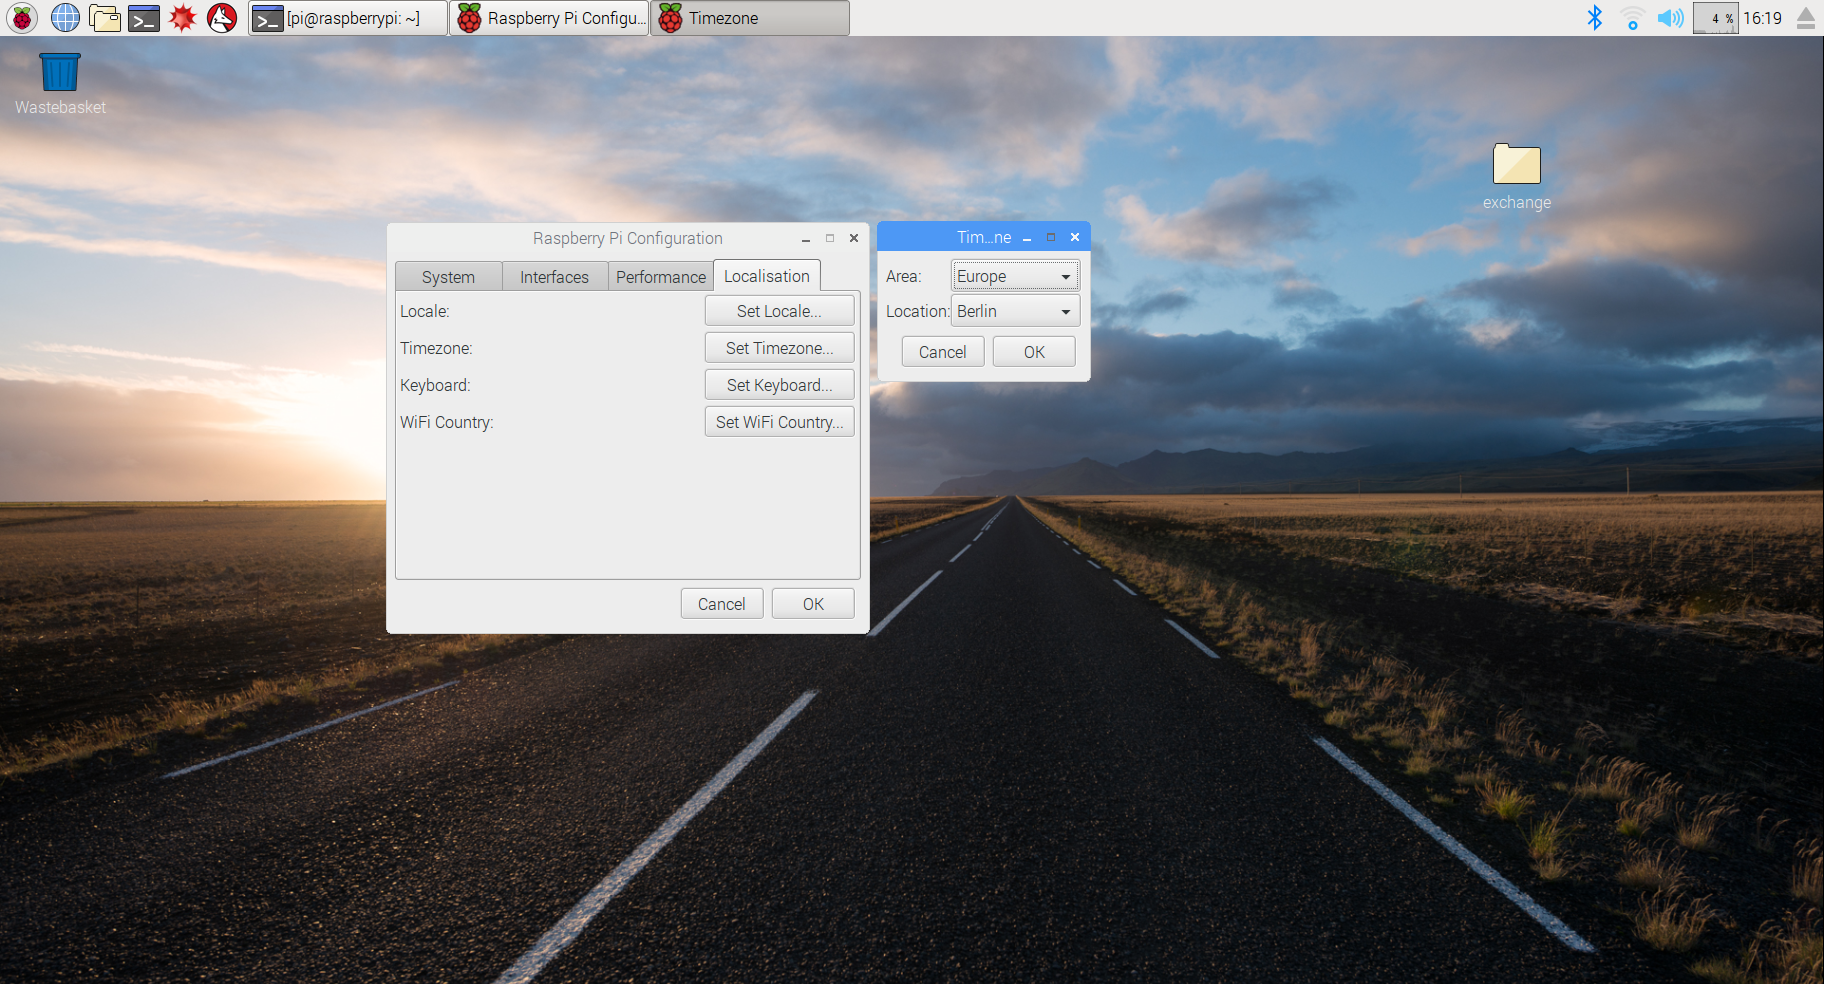 [pi@raspberrypi: ~]
Raspberry Pi Configu...
Timezone
4 %
16:19
Wastebasket
exchange
Raspberry Pi Configuration
System
Interfaces
Performance
Localisation
Locale:
Set Locale...
Timezone:
Set Timezone...
Keyboard:
Set Keyboard...
WiFi Country:
Set WiFi Country...
Cancel
OK
Tim...ne
Area:
Europe
Location:
Berlin
Cancel
OK